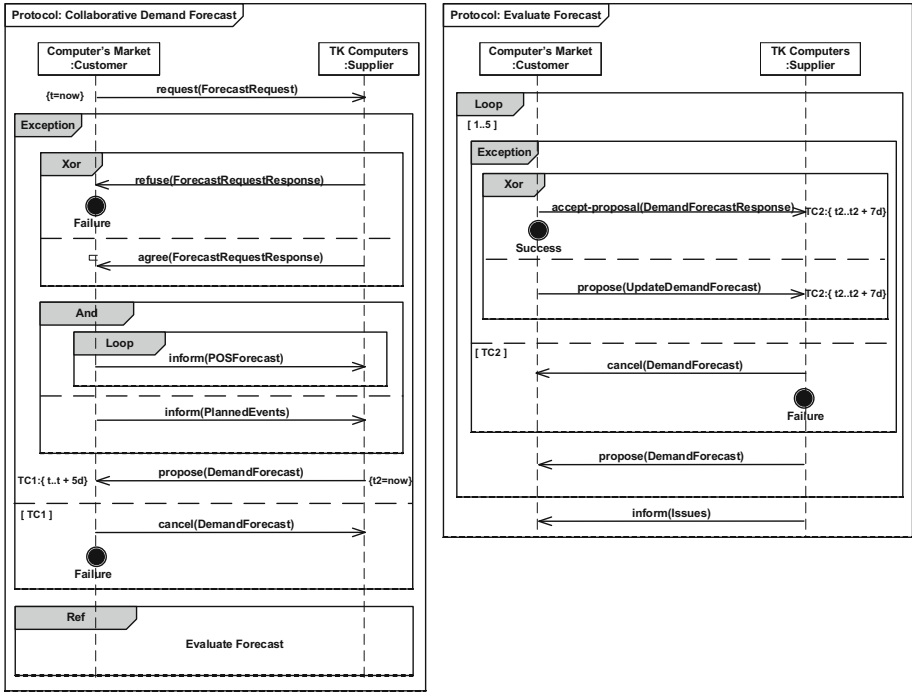 Protocol: Collaborative Demand Forecast
Computer's Market
:Customer
TK Computers
:Supplier
{t=now}
request(ForecastRequest)
Exception
Xor
refuse(ForecastRequestResponse)
Failure
agree(ForecastRequestResponse)
And
Loop
inform(POSForecast)
inform(PlannedEvents)
TC1:{ t..t + 5d}
propose(DemandForecast)
{t2=now}
[ TC1 ]
cancel(DemandForecast)
Failure
Ref
Evaluate Forecast
Protocol: Evaluate Forecast
Computer's Market
:Customer
TK Computers
:Supplier
Loop
[ 1..5 ]
Exception
Xor
accept-proposal(DemandForecastResponse)
TC2:{ t2..t2 + 7d}
Success
propose(UpdateDemandForecast)
TC2:{ t2..t2 + 7d}
[ TC2 ]
cancel(DemandForecast)
Failure
propose(DemandForecast)
inform(Issues)